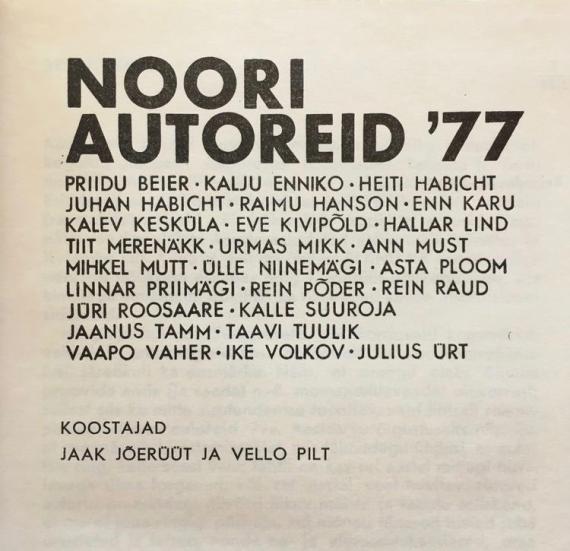 NOORI
AUTOREID '77
PRIIDU BEIER · KALJU ENNIKO · HEITI HABICHT
JUHAN HABICHT · RAIMU HANSON · ENN KARU
KALEV KESKÜLA · EVE KIVIPÕLD · HALLAR LIND
TIIT MERENÄKK · URMAS MIKK · ANN MUST
MIHKEL MUTT · ÜLLE NIINEMÄGI · ASTA PLOOM
LINNAR PRIIMÄGI · REIN PÕDER · REIN RAUD
JÜRI ROOSAARE · KALLE SUUROJA
JAANUS TAMM · TAAVI TUULIK
VAAPO VAHER · IKE VOLKOV · JULIUS ÜRT
KOOSTAJAD
JAAK JÕERÜÜT JA VELLO PILT